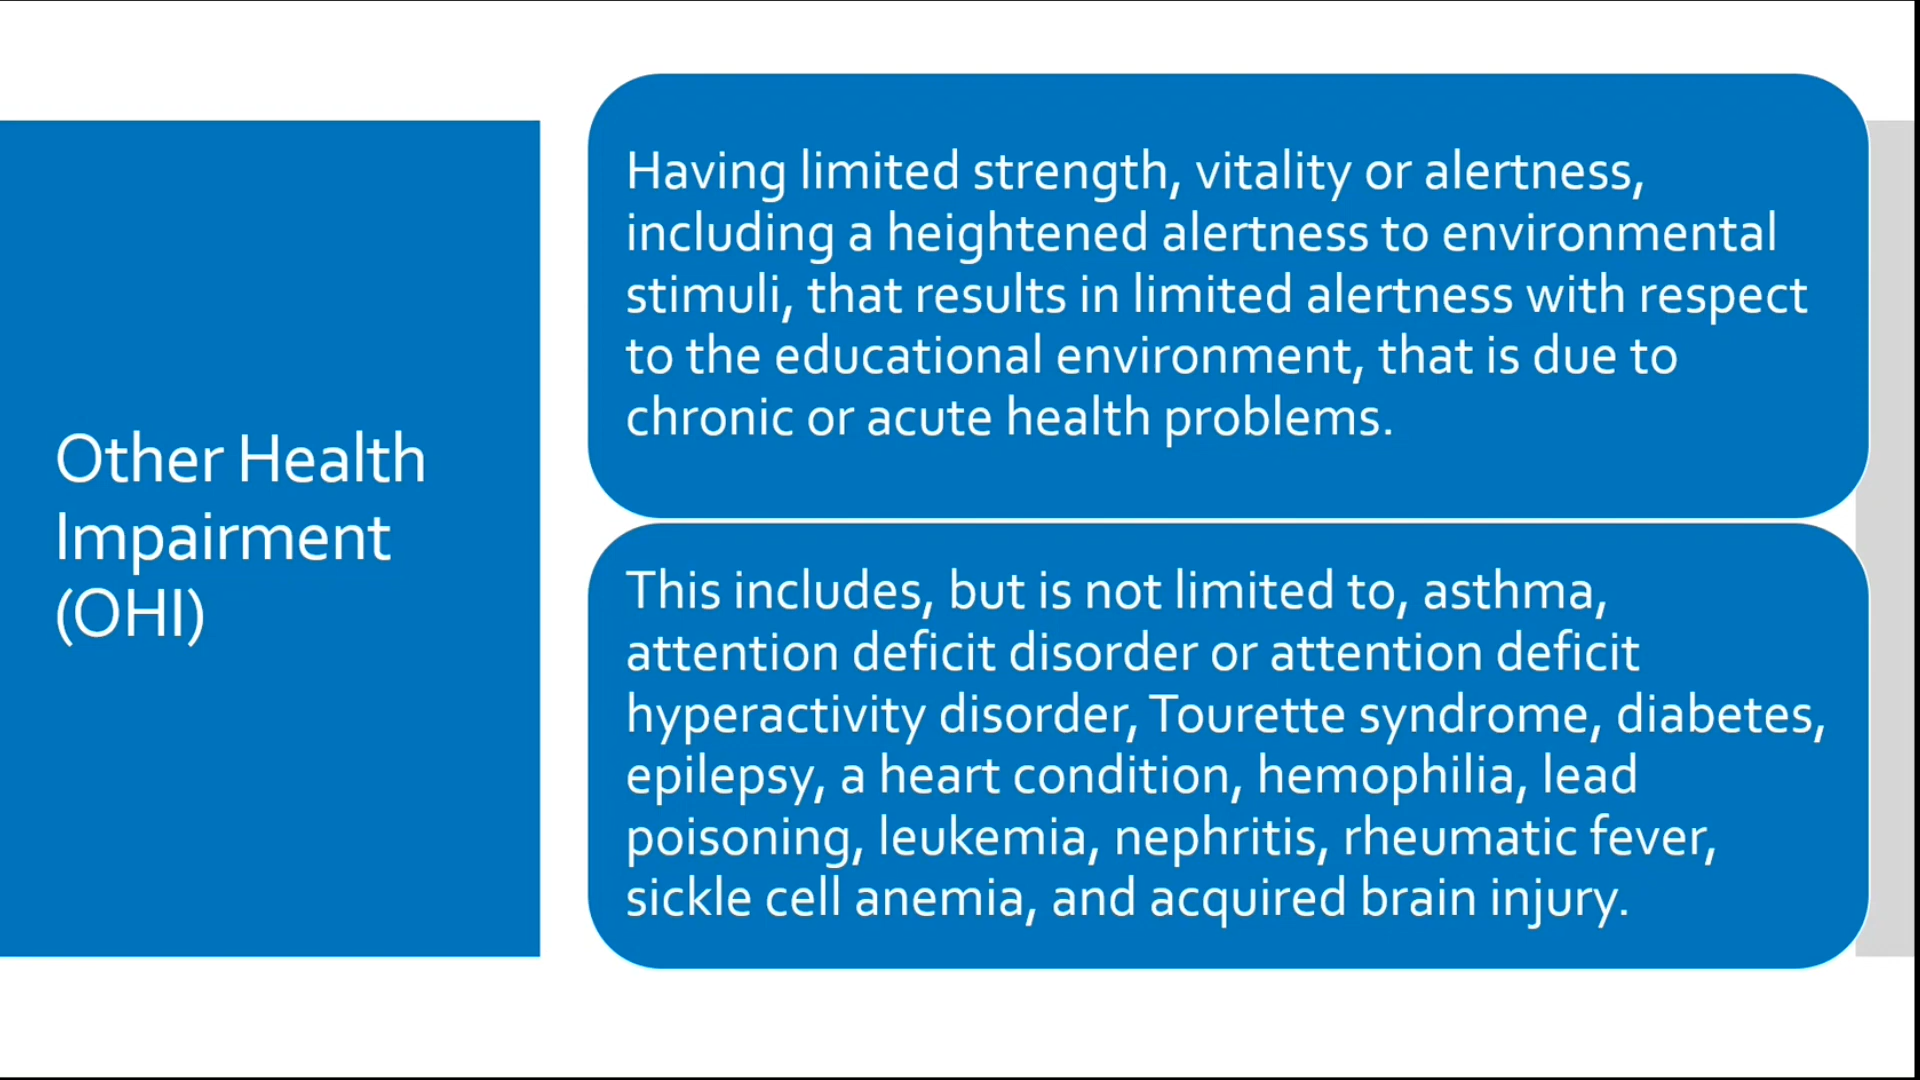 Other Health
Impairment
(OHI)
Having limited strength, vitality or alertness,
including a heightened alertness to environmental
stimuli, that results in limited alertness with respect
to the educational environment, that is due to
chronic or acute health problems.
This includes, but is not limited to, asthma,
attention deficit disorder or attention deficit
hyperactivity disorder, Tourette syndrome, diabetes,
epilepsy, a heart condition, hemophilia, lead
poisoning, leukemia, nephritis, rheumatic fever,
sickle cell anemia, and acquired brain injury.